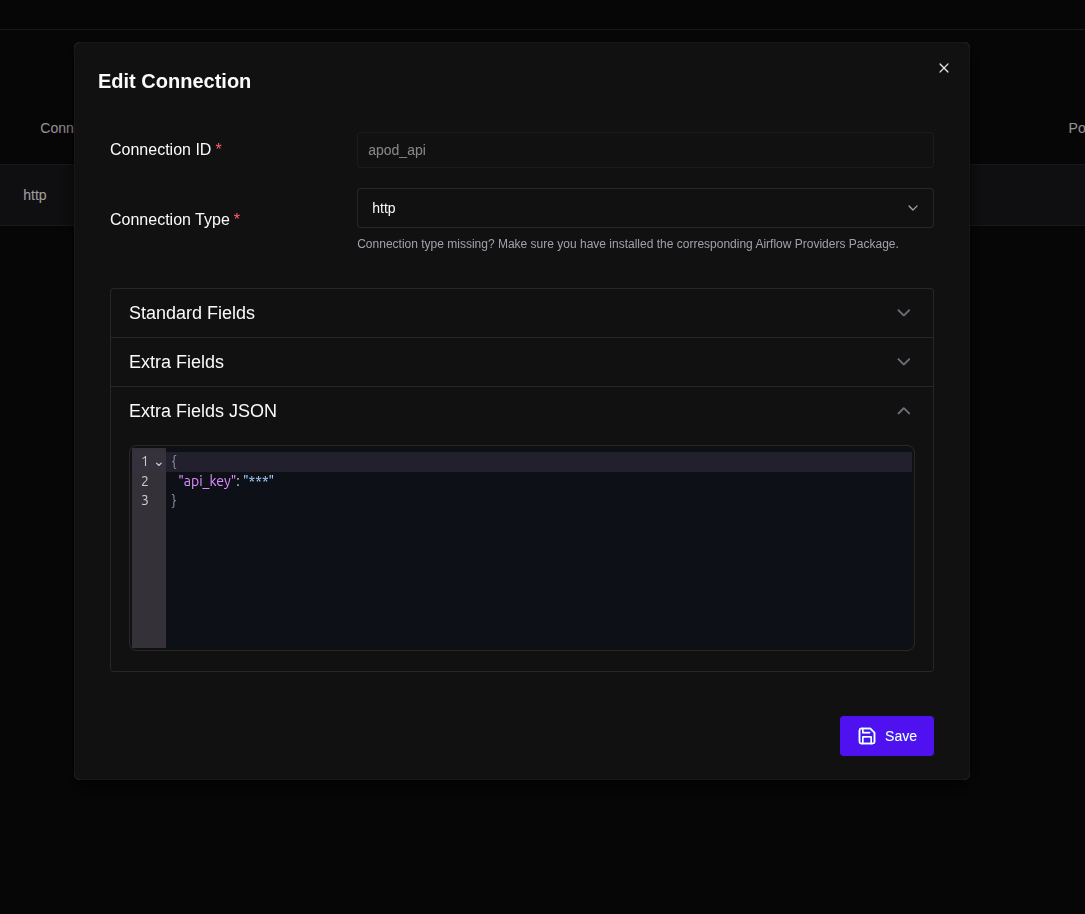 Edit Connection
Conn
Po
Connection ID *
apod_api
http
Connection Type *
http
Connection type missing? Make sure you have installed the corresponding Airflow Providers Package.
Standard Fields
Extra Fields
Extra Fields JSON
1 {
2 "api_key": "***"
3 }
Save